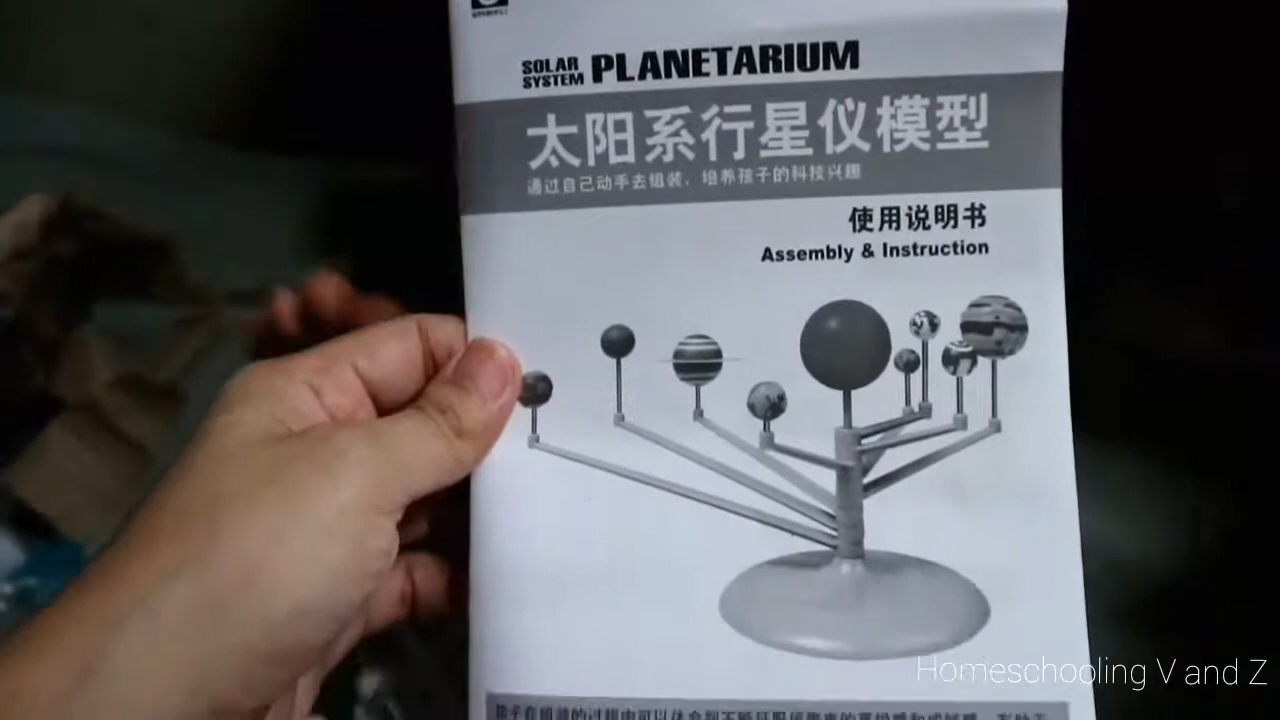 SOLAR
SYSTEM PLANETARIUM
太阳系行星仪模型
通过自己动手去组装，培养孩子的科技兴趣
使用说明书
Assembly & Instruction
Homeschooling V and Z